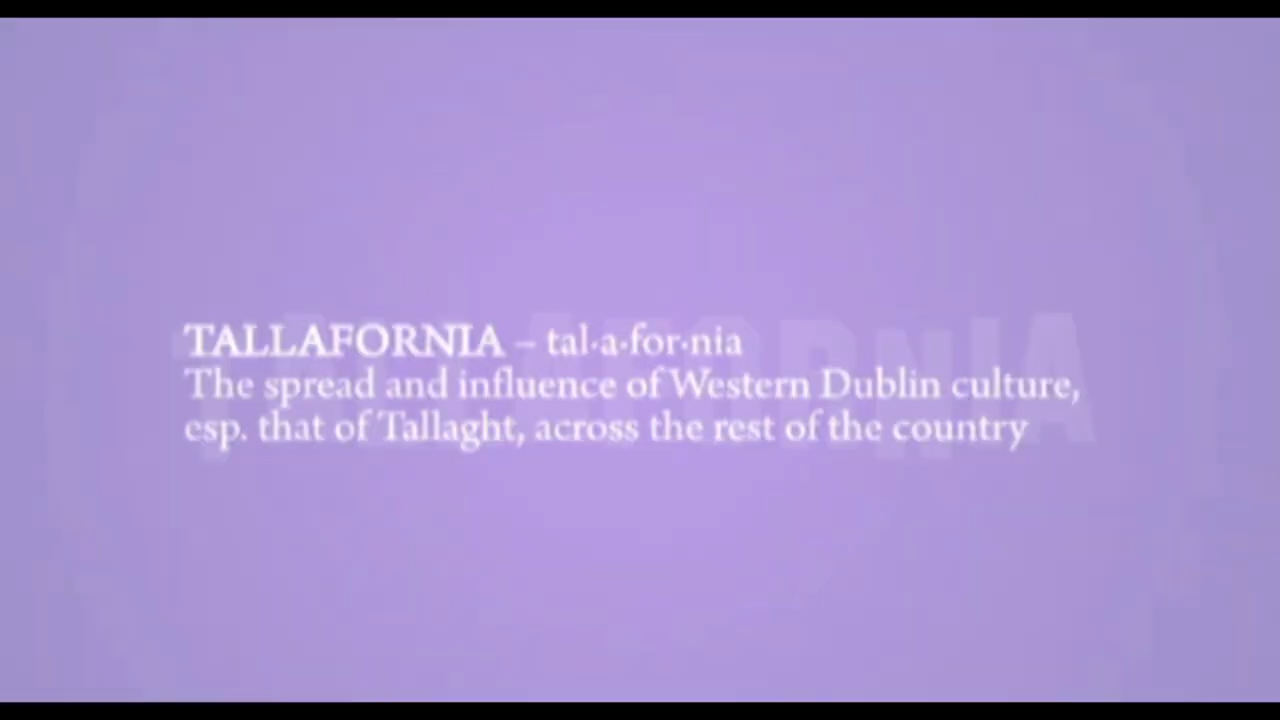 TALLAFORNIA – tal·a·for·nia
The spread and influence of Western Dublin culture,
esp. that of Tallaght, across the rest of the country
TALLAFORNIA